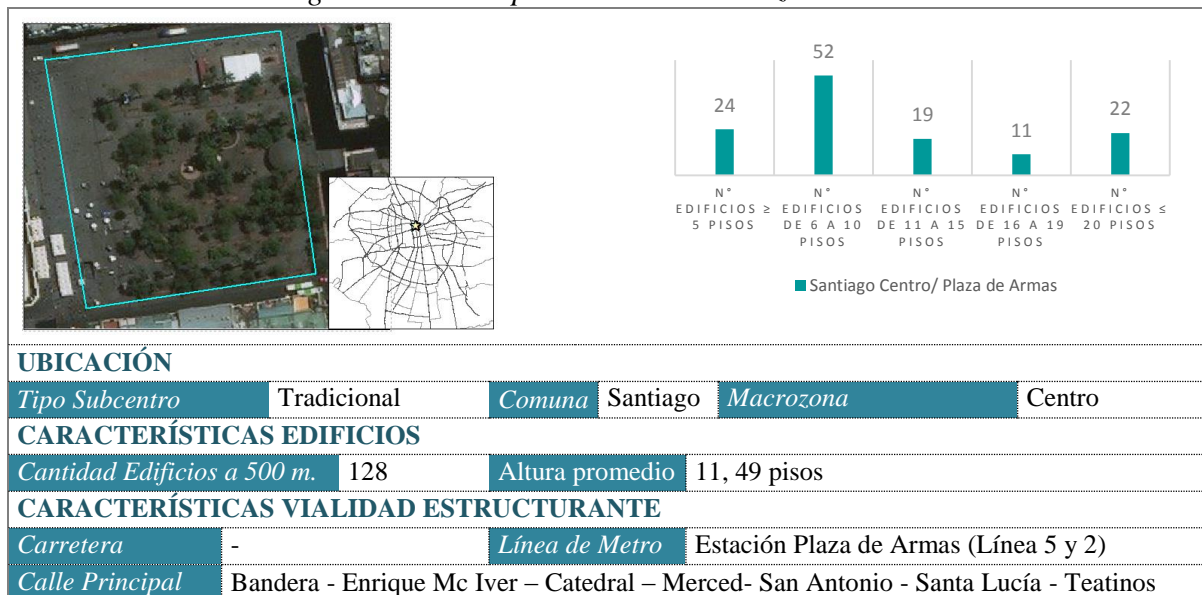 52
24
19
11
22
N° EDIFICIOS ≥ 5 PISOS
N° EDIFICIOS DE 6 A 10 PISOS
N° EDIFICIOS DE 11 A 15 PISOS
N° EDIFICIOS DE 16 A 19 PISOS
N° EDIFICIOS ≤ 20 PISOS
Santiago Centro/ Plaza de Armas
UBICACIÓN
Tipo Subcentro Tradicional Comuna Santiago Macrozona Centro
CARACTERÍSTICAS EDIFICIOS
Cantidad Edificios a 500 m. 128 Altura promedio 11, 49 pisos
CARACTERÍSTICAS VIALIDAD ESTRUCTURANTE
Carretera - Línea de Metro Estación Plaza de Armas (Línea 5 y 2)
Calle Principal Bandera - Enrique Mc Iver – Catedral – Merced- San Antonio - Santa Lucía - Teatinos